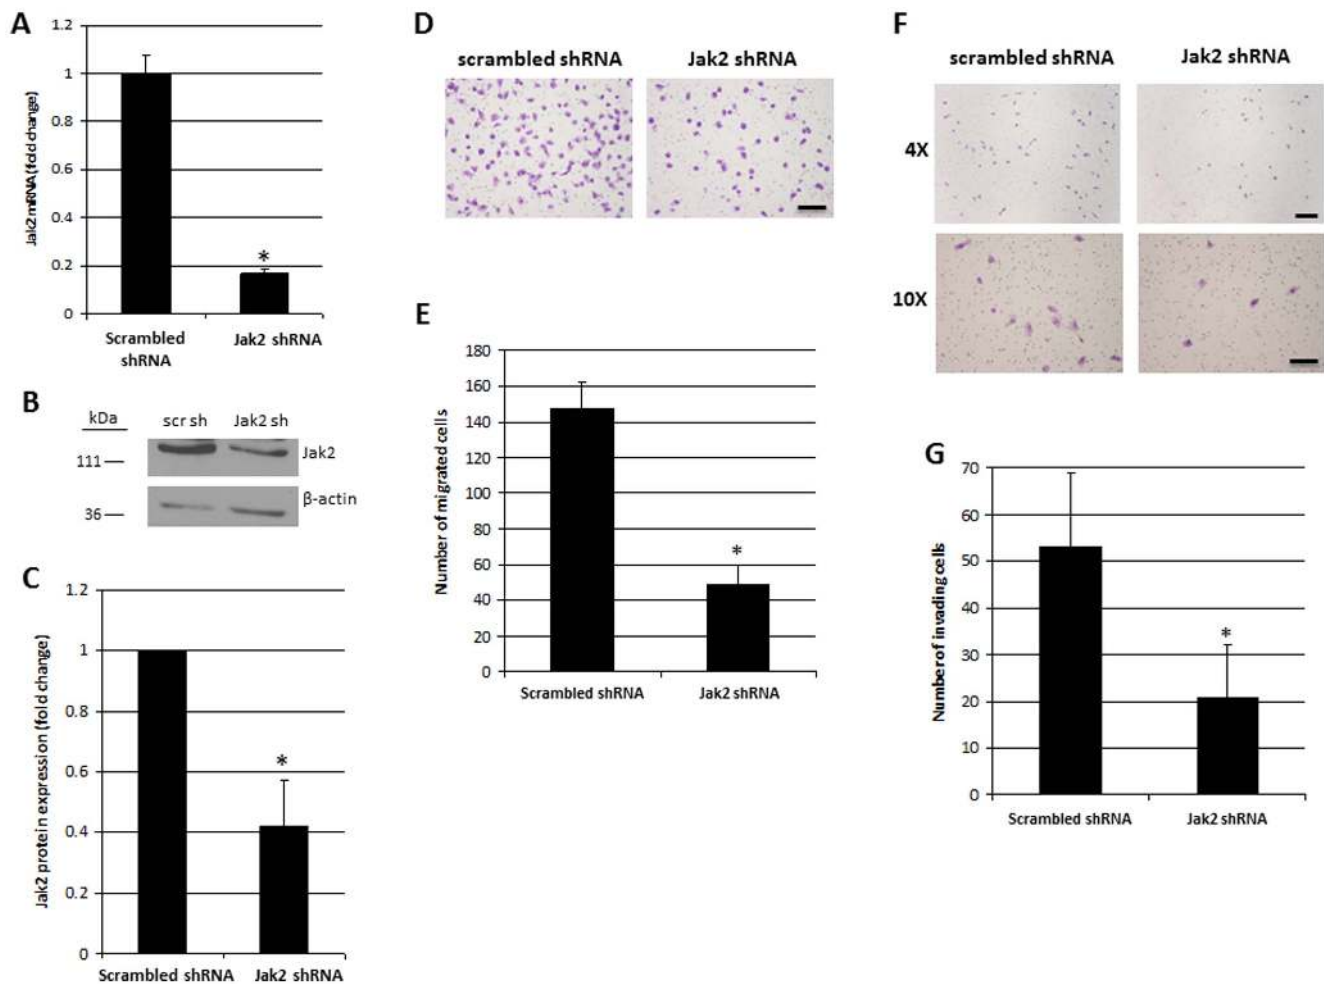 A
1.2
1
0.8
0.6
0.4
0.2
0
Jak2 mRNA (fold change)
*
Scrambled
shRNA
Jak2 shRNA
B
kDa
scr sh
Jak2 sh
111
Jak2
36
β-actin
C
1.2
1
0.8
0.6
0.4
0.2
0
Jak2 protein expression (fold change)
*
Scrambled shRNA
Jak2 shRNA
D
scrambled shRNA
Jak2 shRNA
E
180
160
140
120
100
80
60
40
20
0
Number of migrated cells
*
Scrambled shRNA
Jak2 shRNA
F
scrambled shRNA
Jak2 shRNA
4X
10X
G
70
60
50
40
30
20
10
0
Number of invading cells
*
Scrambled shRNA
Jak2 shRNA